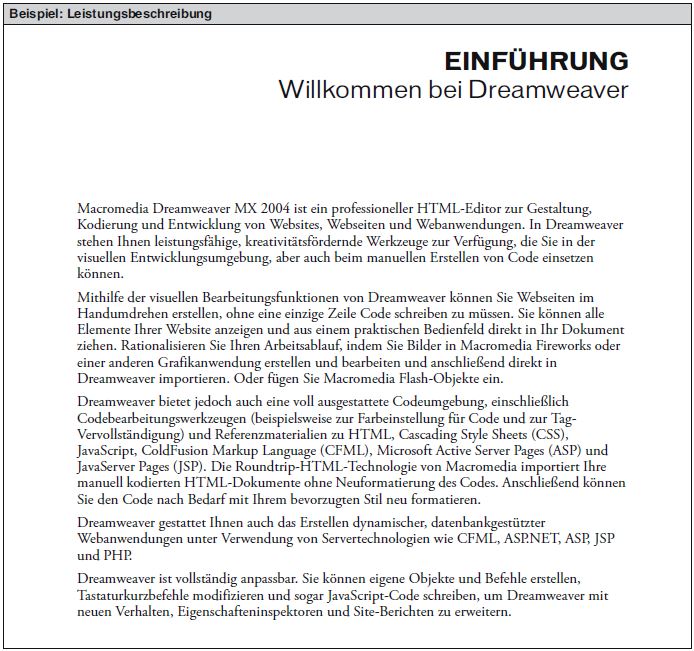 Beispiel: Leistungsbeschreibung
EINFÜHRUNG
Willkommen bei Dreamweaver
Macromedia Dreamweaver MX 2004 ist ein professioneller HTML-Editor zur Gestaltung,
Kodierung und Entwicklung von Websites, Webseiten und Webanwendungen. In Dreamweaver
stehen Ihnen leistungsfähige, kreativitätsfördernde Werkzeuge zur Verfügung, die Sie in der
visuellen Entwicklungsumgebung, aber auch beim manuellen Erstellen von Code einsetzen
können.
Mithilfe der visuellen Bearbeitungsfunktionen von Dreamweaver können Sie Webseiten im
Handumdrehen erstellen, ohne eine einzige Zeile Code schreiben zu müssen. Sie können alle
Elemente Ihrer Website anzeigen und aus einem praktischen Bedienfeld direkt in Ihr Dokument
ziehen. Rationalisieren Sie Ihren Arbeitsablauf, indem Sie Bilder in Macromedia Fireworks oder
einer anderen Grafikanwendung erstellen und bearbeiten und anschließend direkt in
Dreamweaver importieren. Oder fügen Sie Macromedia Flash-Objekte ein.
Dreamweaver bietet jedoch auch eine voll ausgestattete Codeumgebung, einschließlich
Codebearbeitungswerkzeugen (beispielsweise zur Farbeinstellung für Code und zur Tag-
Vervollständigung) und Referenzmaterialien zu HTML, Cascading Style Sheets (CSS),
JavaScript, ColdFusion Markup Language (CFML), Microsoft Active Server Pages (ASP) und
JavaServer Pages (JSP). Die Roundtrip-HTML-Technologie von Macromedia importiert Ihre
manuell kodierten HTML-Dokumente ohne Neuformatierung des Codes. Anschließend können
Sie den Code nach Bedarf mit Ihrem bevorzugten Stil neu formatieren.
Dreamweaver gestattet Ihnen auch das Erstellen dynamischer, datenbankgestützter
Webanwendungen unter Verwendung von Servertechnologien wie CFML, ASP.NET, ASP, JSP
und PHP.
Dreamweaver ist vollständig anpassbar. Sie können eigene Objekte und Befehle erstellen,
Tastaturkurzbefehle modifizieren und sogar JavaScript-Code schreiben, um Dreamweaver mit
neuen Verhalten, Eigenschafteninspektoren und Site-Berichten zu erweitern.